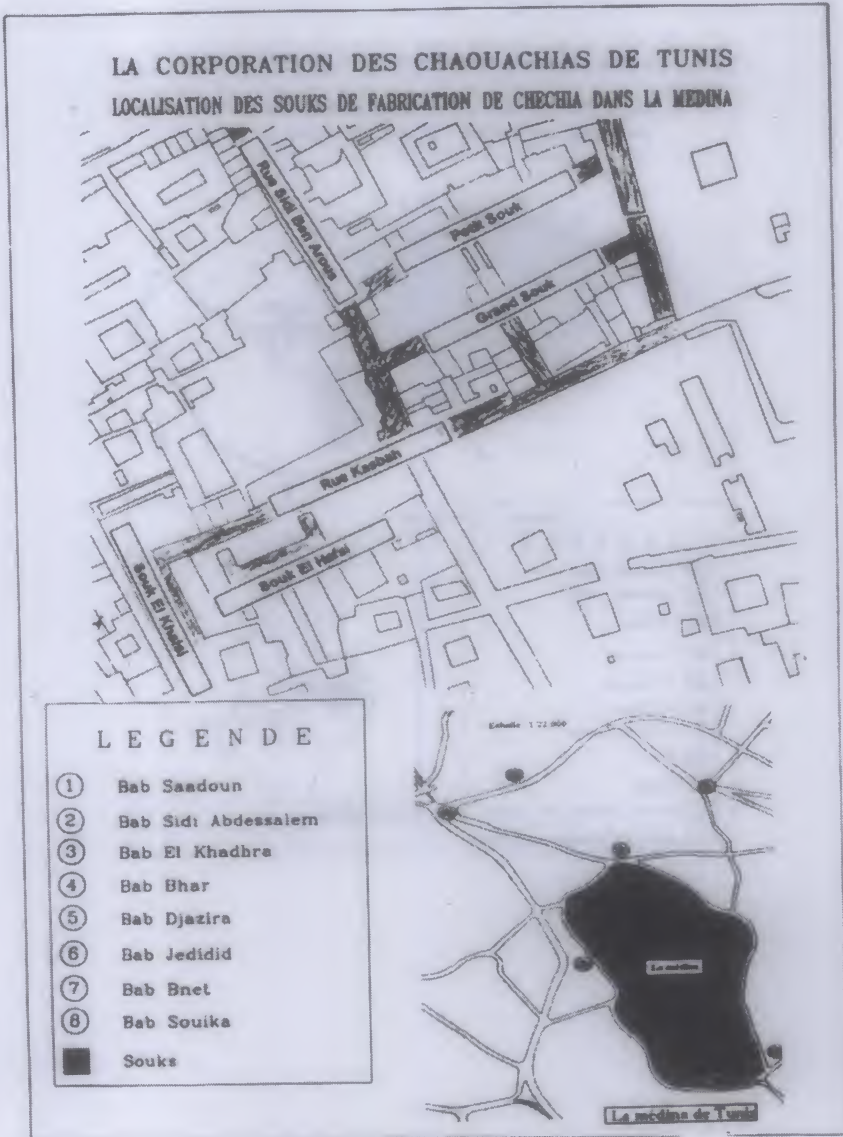 LA CORPORATION DES CHAOUACHIAS DE TUNIS
LOCALISATION DES SOUKS DE FABRICATION DE CHECHIA DANS LA MEDINA
Rue Sidi Ben Arous
Petit Souk
Grand Souk
Rue Kasbah
Souk El Hafsi
Souk El Khafsi
L E G E N D E
1 Bab Saadoun
2 Bab Sidi Abdessalem
3 Bab El Khadhra
4 Bab Bhar
5 Bab Djazira
6 Bab Jedidid
7 Bab Bnet
8 Bab Souika
Souks
Echelle
La médina
La médina de Tunis